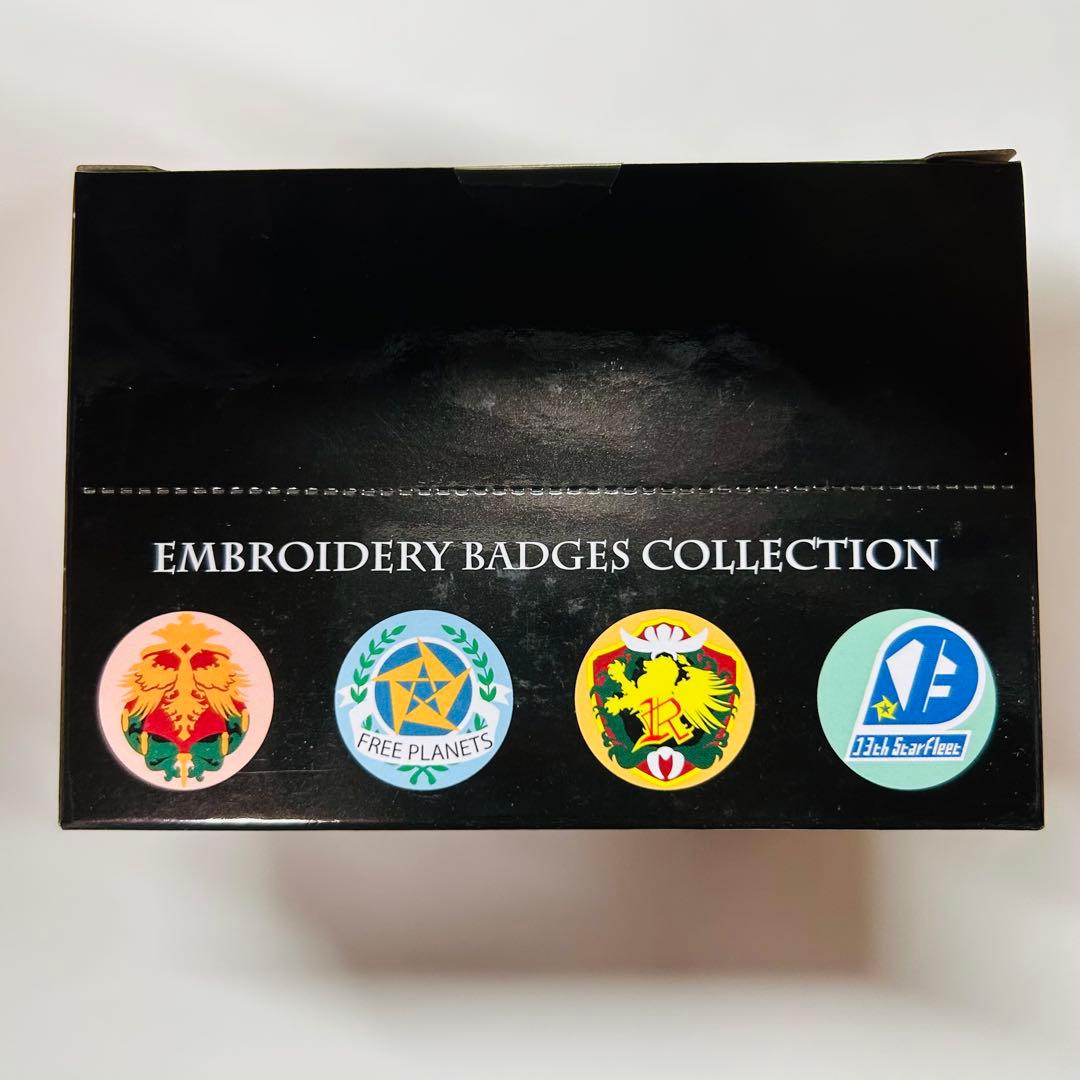 EMBROIDERY BADGES COLLECTION
FREE PLANETS
R
13
13th StarFleet